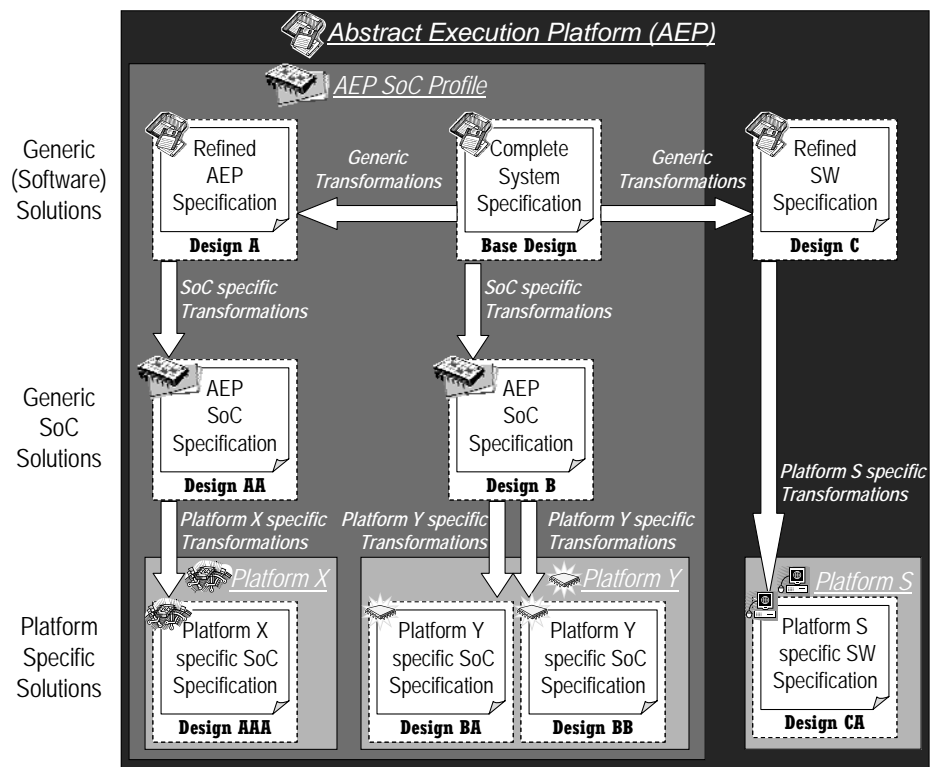 Abstract Execution Platform (AEP)
AEP SoC Profile
Generic
(Software)
Solutions
Refined
AEP
Specification
Design A
Generic
Transformations
Complete
System
Specification
Base Design
Generic
Transformations
Refined
SW
Specification
Design C
SoC specific
Transformations
SoC specific
Transformations
Generic
SoC
Solutions
AEP
SoC
Specification
Design AA
AEP
SoC
Specification
Design B
Platform S specific
Transformations
Platform X specific
Transformations
Platform Y specific
Transformations
Platform Y specific
Transformations
Platform X
Platform Y
Platform S
Platform
Specific
Solutions
Platform X
specific SoC
Specification
Design AAA
Platform Y
specific SoC
Specification
Design BA
Platform Y
specific SoC
Specification
Design BB
Platform S
specific SW
Specification
Design CA